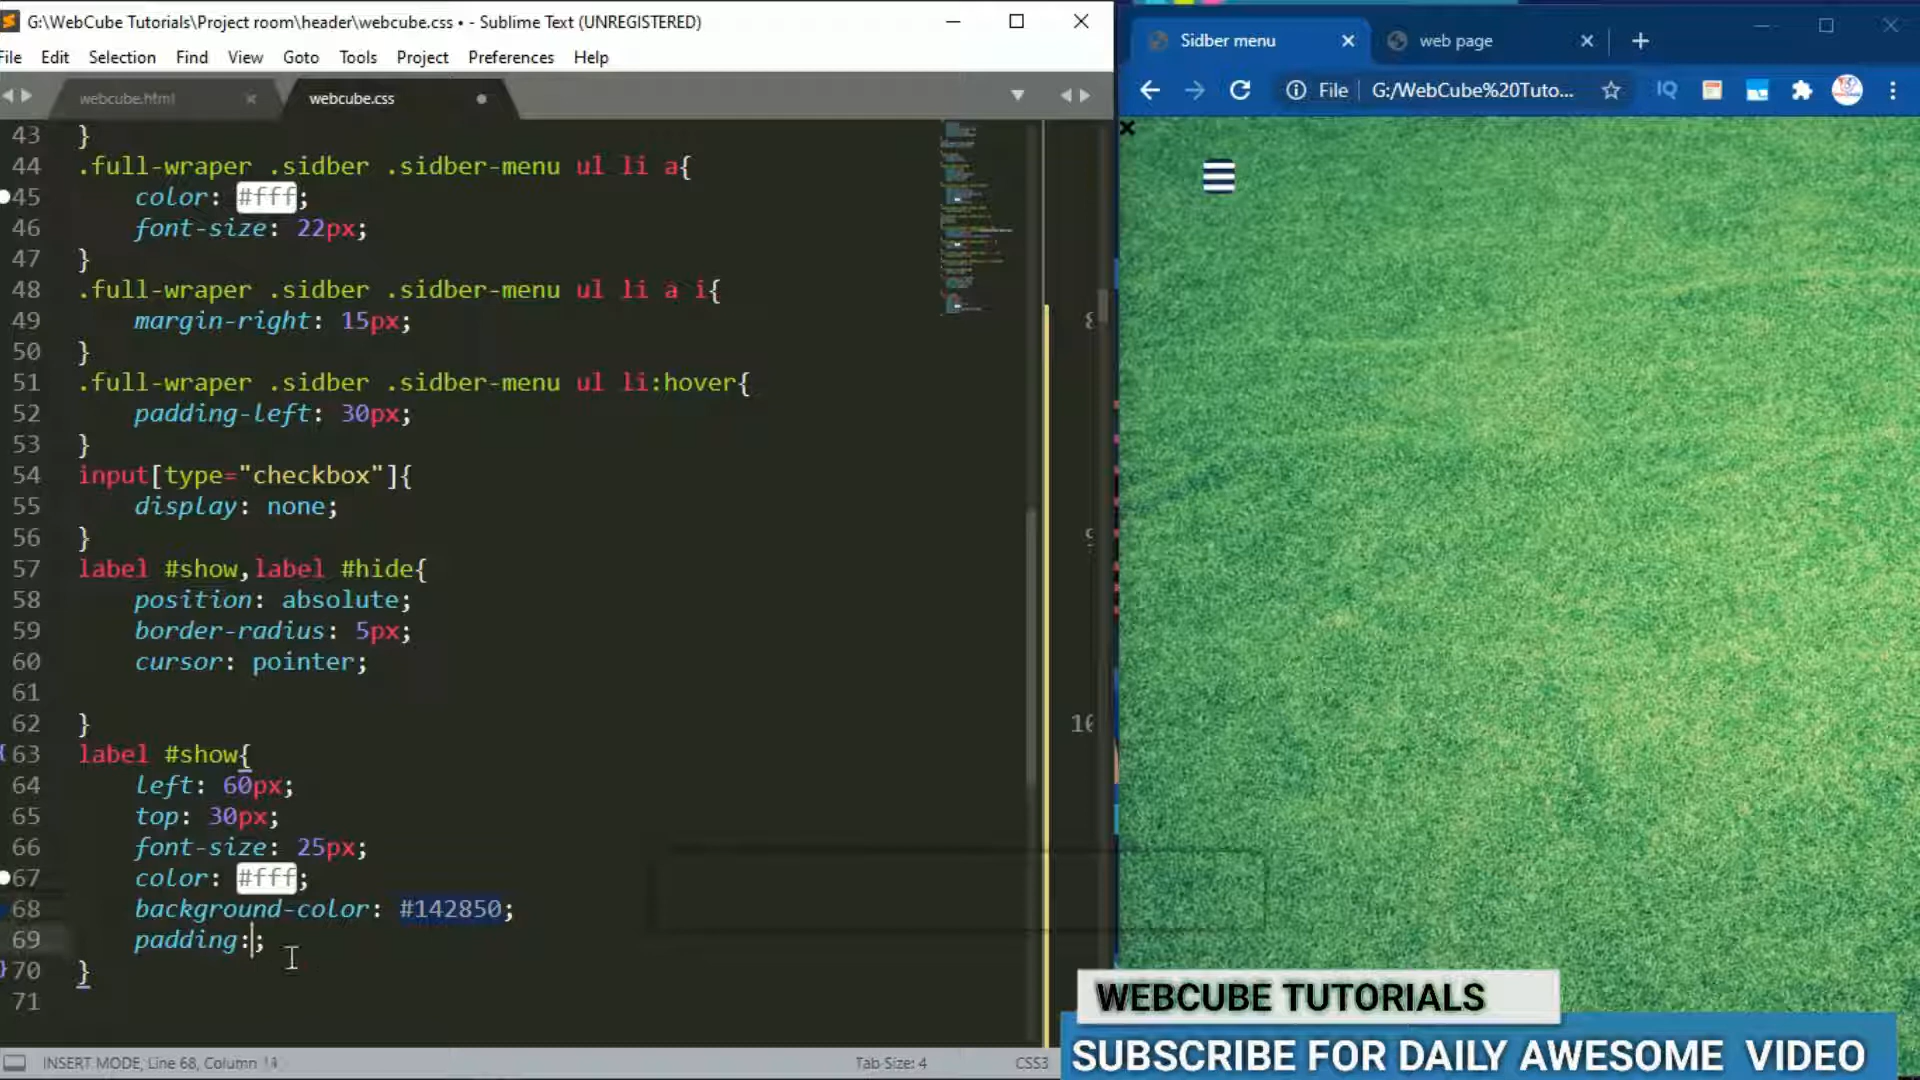 G:\WebCube Tutorials\Project room\header\webcube.css • - Sublime Text (UNREGISTERED)
File Edit Selection Find View Goto Tools Project Preferences Help
webcube.html
webcube.css
43 }
44 .full-wraper .sidber .sidber-menu ul li a{
45 color: #fff;
46 font-size: 22px;
47 }
48 .full-wraper .sidber .sidber-menu ul li a i{
49 margin-right: 15px;
50 }
51 .full-wraper .sidber .sidber-menu ul li:hover{
52 padding-left: 30px;
53 }
54 input[type="checkbox"]{
55 display: none;
56 }
57 label #show,label #hide{
58 position: absolute;
59 border-radius: 5px;
60 cursor: pointer;
61
62 }
63 label #show{
64 left: 60px;
65 top: 30px;
66 font-size: 25px;
67 color: #fff;
68 background-color: #142850;
69 padding:;
70 }
71
INSERT MODE, Line 68, Column
Tab Size: 4
CSS3
Sidber menu
web page
File
G:/WebCube%20Tuto...
IQ
WEBCUBE TUTORIALS
SUBSCRIBE FOR DAILY AWESOME VIDEO